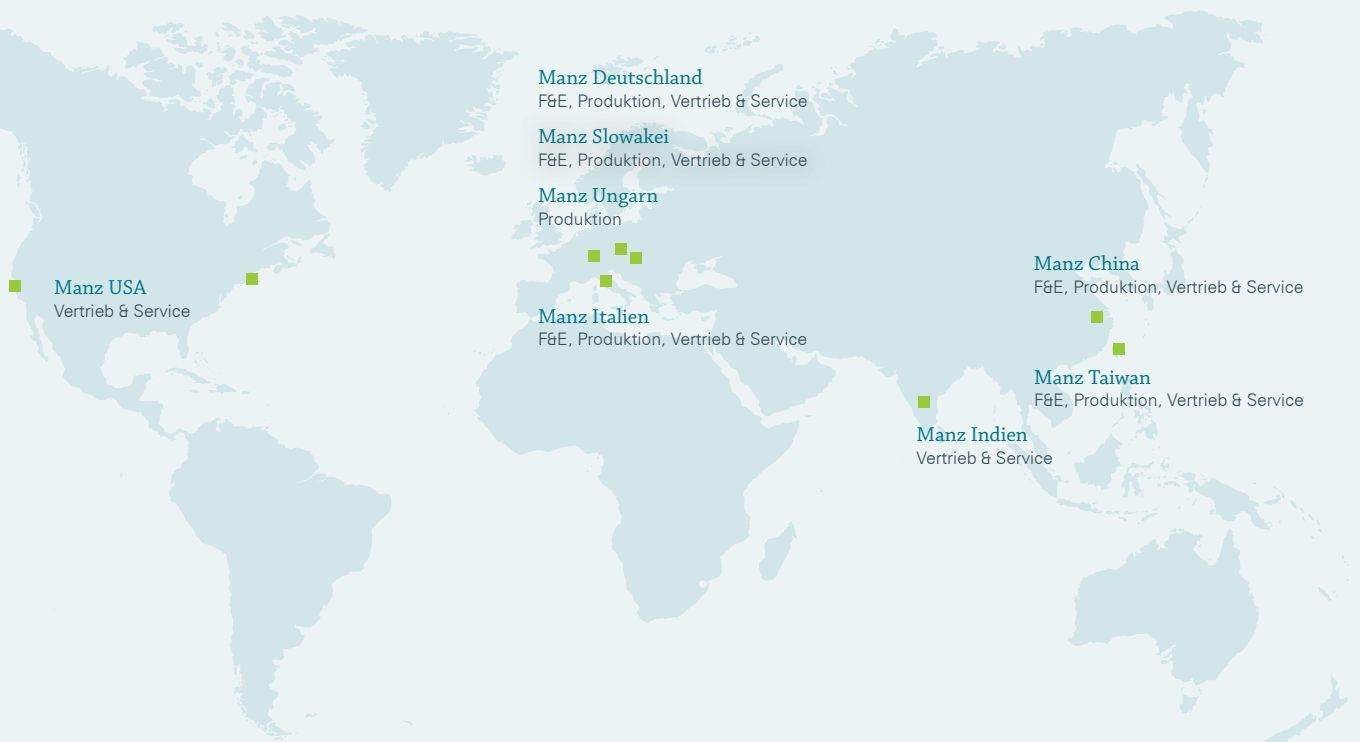 Manz Deutschland
F&E, Produktion, Vertrieb & Service
Manz Slowakei
F&E, Produktion, Vertrieb & Service
Manz Ungarn
Produktion
Manz USA
Vertrieb & Service
Manz Italien
F&E, Produktion, Vertrieb & Service
Manz China
F&E, Produktion, Vertrieb & Service
Manz Taiwan
F&E, Produktion, Vertrieb & Service
Manz Indien
Vertrieb & Service